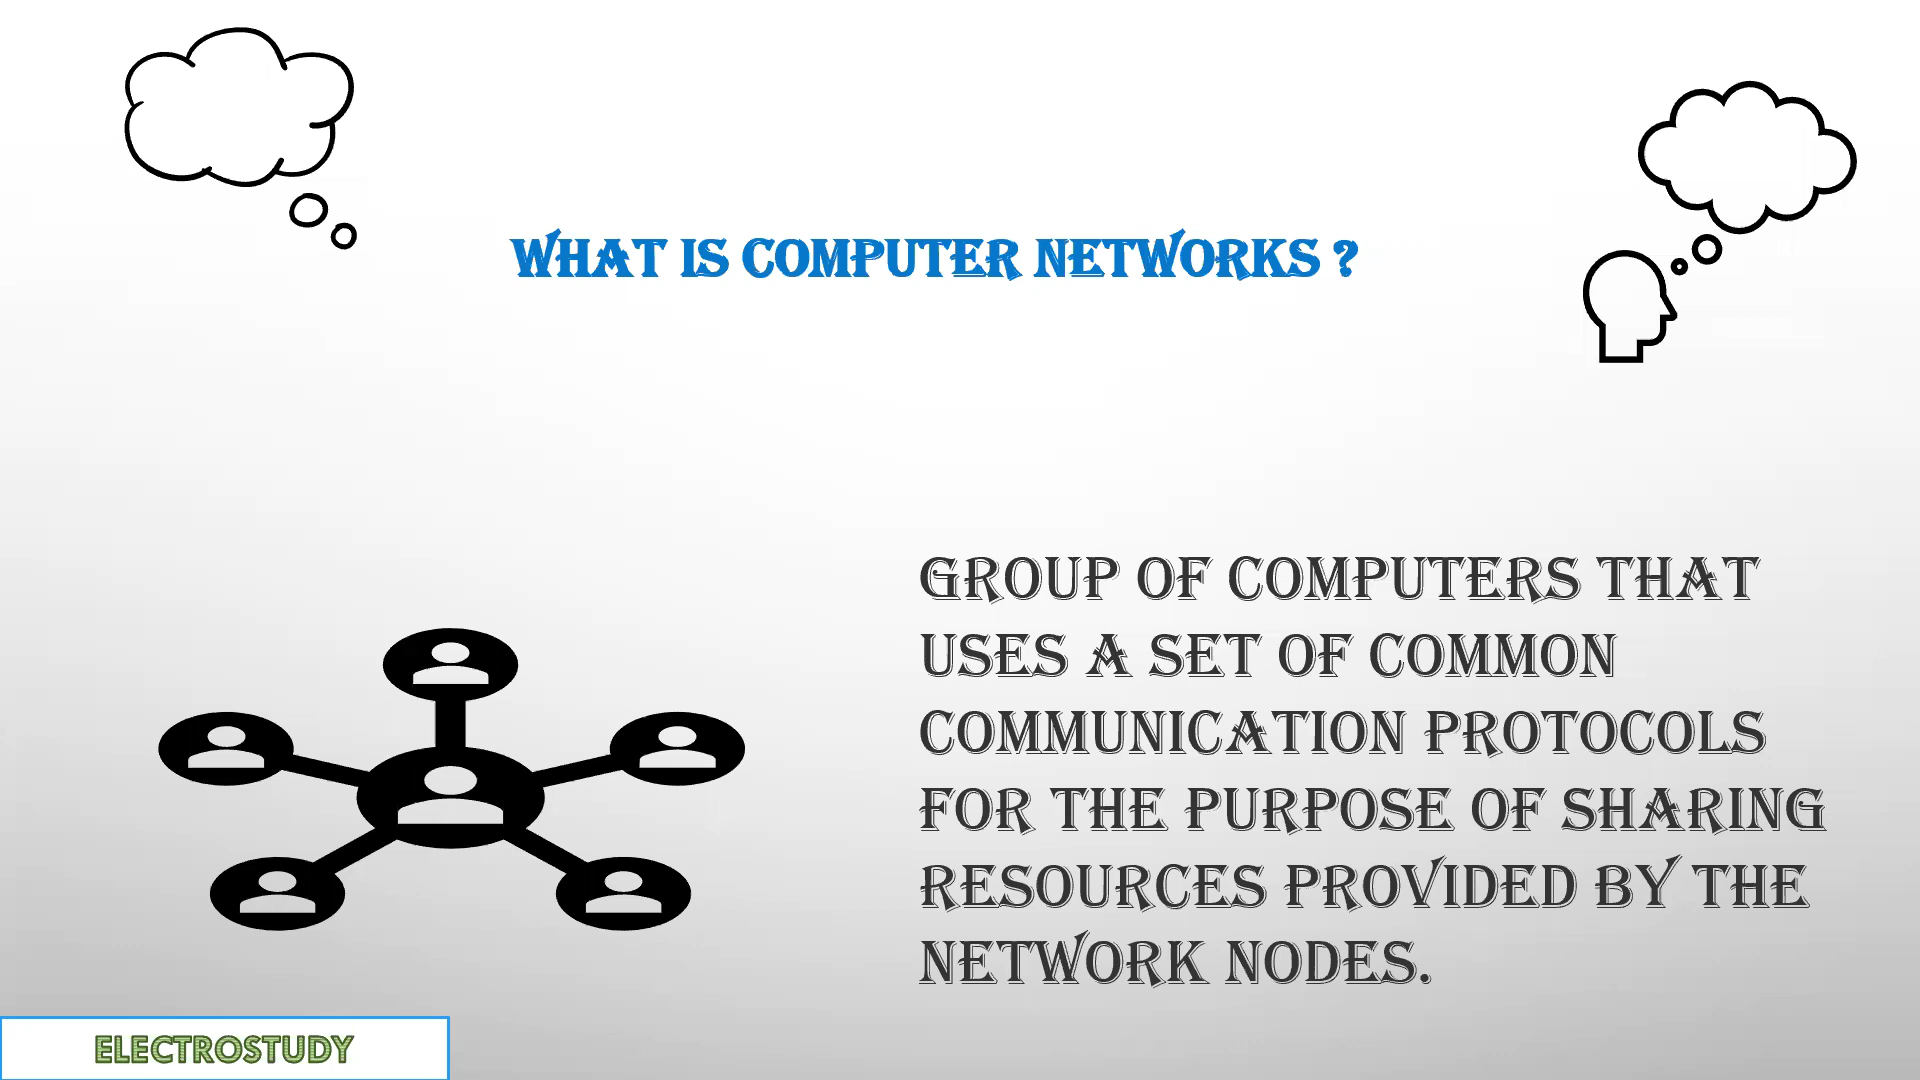 WHAT IS COMPUTER NETWORKS ?
GROUP OF COMPUTERS THAT
USES A SET OF COMMON
COMMUNICATION PROTOCOLS
FOR THE PURPOSE OF SHARING
RESOURCES PROVIDED BY THE
NETWORK NODES.
ELECTROSTUDY